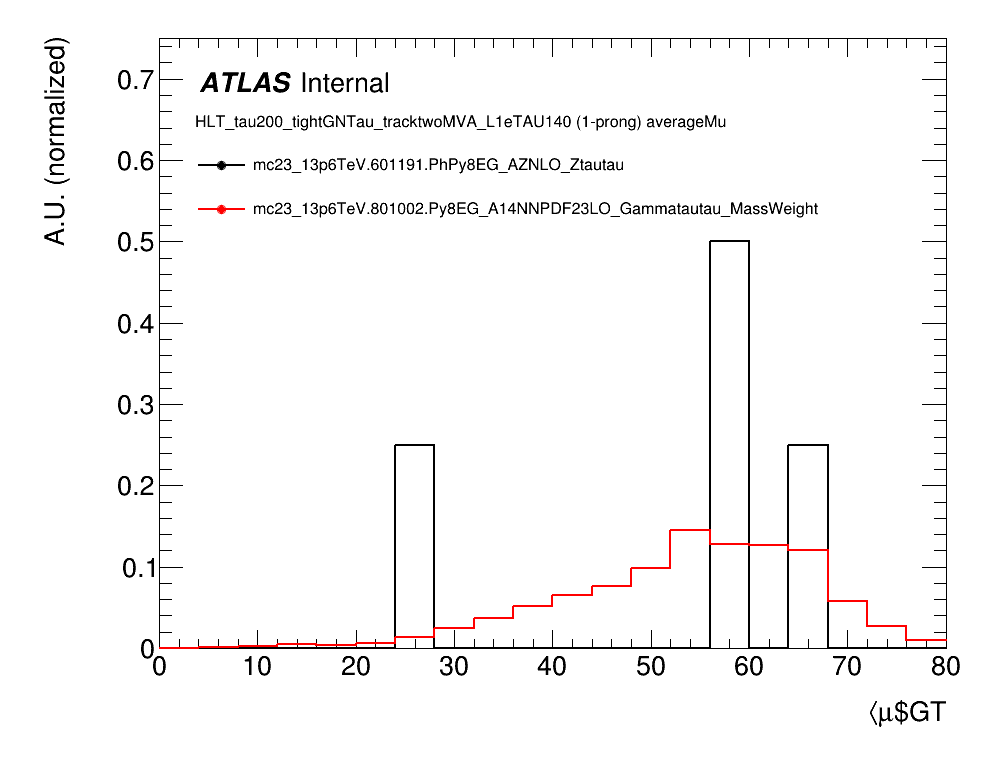 A.U. (normalized)
ATLAS Internal
HLT_tau200_tightGNTau_tracktwoMVA_L1eTAU140 (1-prong) averageMu
mc23_13p6TeV.601191.PhPy8EG_AZNLO_Ztautau
mc23_13p6TeV.801002.Py8EG_A14NNPDF23LO_Gammatautau_MassWeight
0.7
0.6
0.5
0.4
0.3
0.2
0.1
0
0 10 20 30 40 50 60 70 80
⟨μ$GT